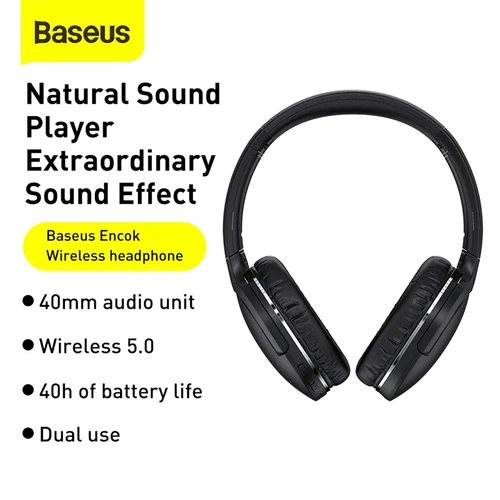 Baseus
Natural Sound
Player
Extraordinary
Sound Effect
Baseus Encok
Wireless headphone
● 40mm audio unit
● Wireless 5.0
● 40h of battery life
● Dual use